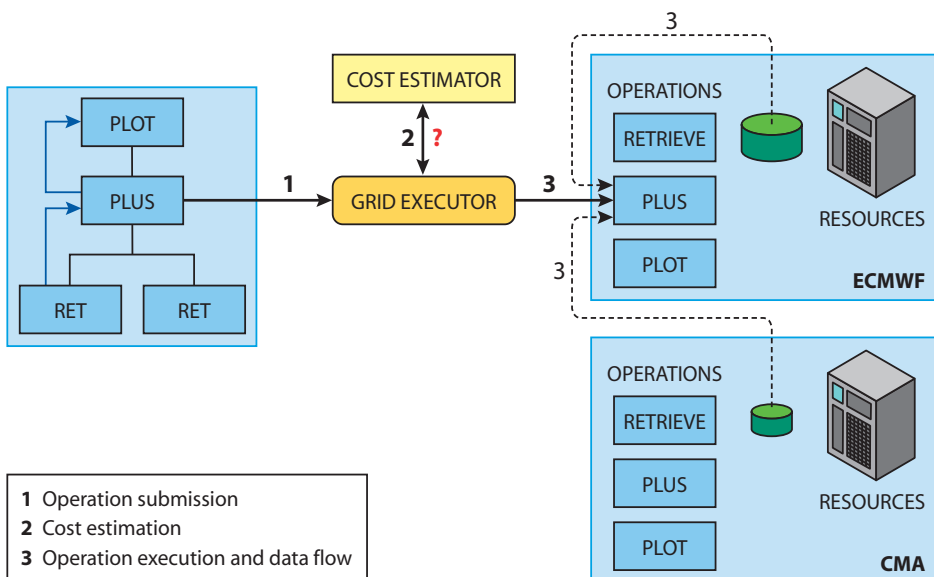 PLOT
PLUS
RET
RET
1
COST ESTIMATOR
2 ?
GRID EXECUTOR
3
3
OPERATIONS
RETRIEVE
PLUS
PLOT
RESOURCES
ECMWF
3
OPERATIONS
RETRIEVE
PLUS
PLOT
RESOURCES
CMA
1 Operation submission
2 Cost estimation
3 Operation execution and data flow